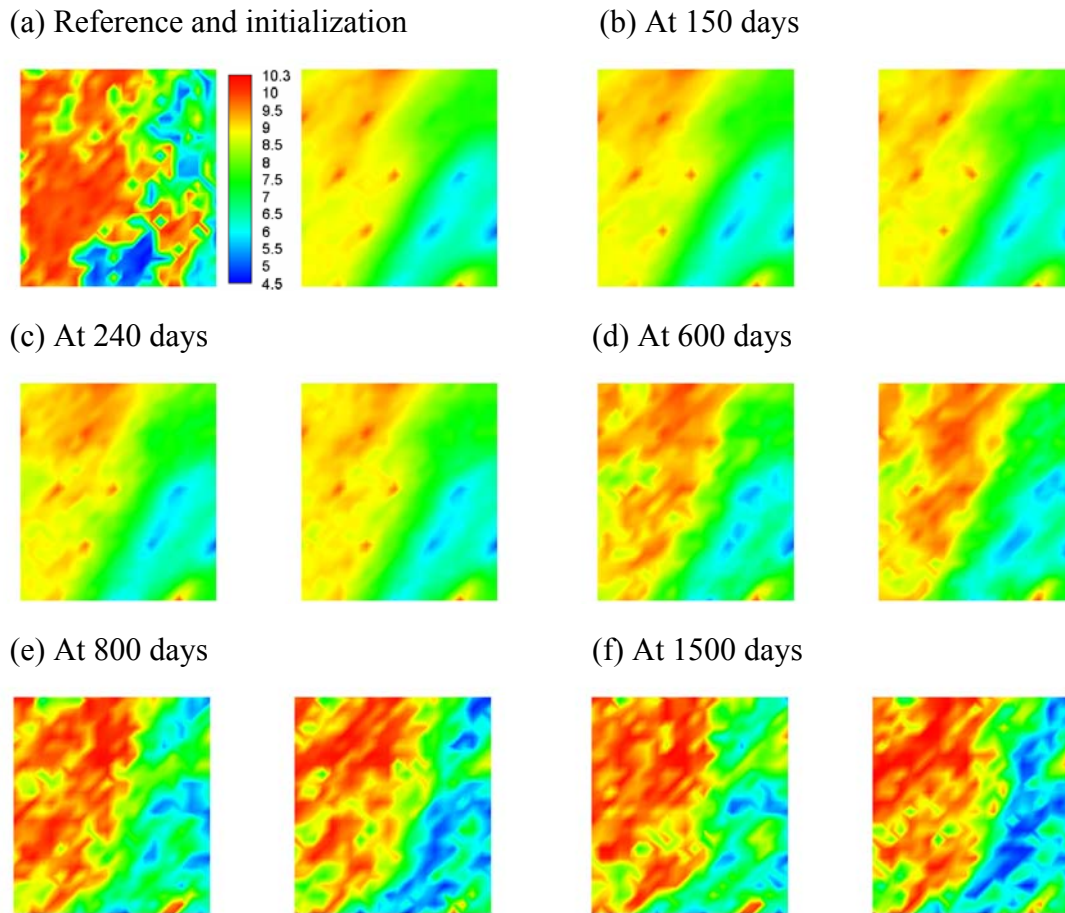 (a) Reference and initialization
(b) At 150 days
10.3
10
9.5
9
8.5
8
7.5
7
6.5
6
5.5
5
4.5
(c) At 240 days
(d) At 600 days
(e) At 800 days
(f) At 1500 days